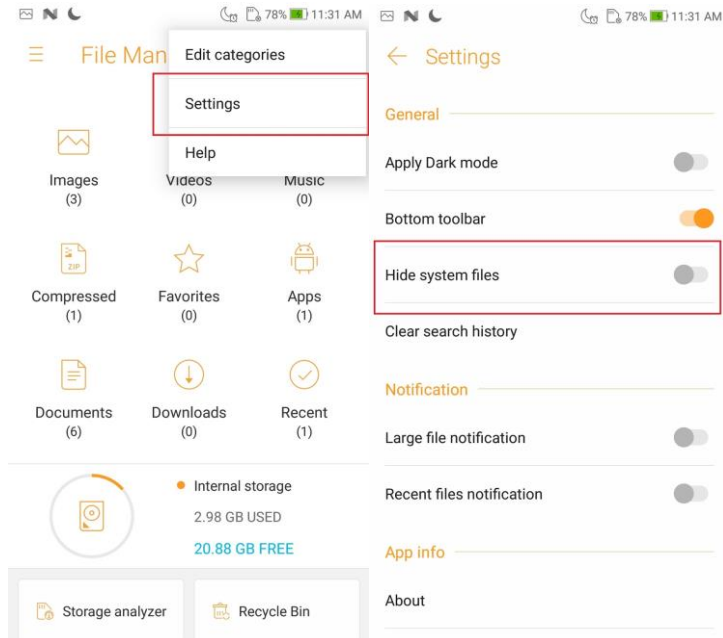 78% 11:31 AM
File Man
Edit categories
Settings
Help
Images
(3)
Videos
(0)
Music
(0)
ZIP
Compressed
(1)
Favorites
(0)
Apps
(1)
Documents
(6)
Downloads
(0)
Recent
(1)
Internal storage
2.98 GB USED
20.88 GB FREE
Storage analyzer
Recycle Bin
78% 11:31 AM
Settings
General
Apply Dark mode
Bottom toolbar
Hide system files
Clear search history
Notification
Large file notification
Recent files notification
App info
About